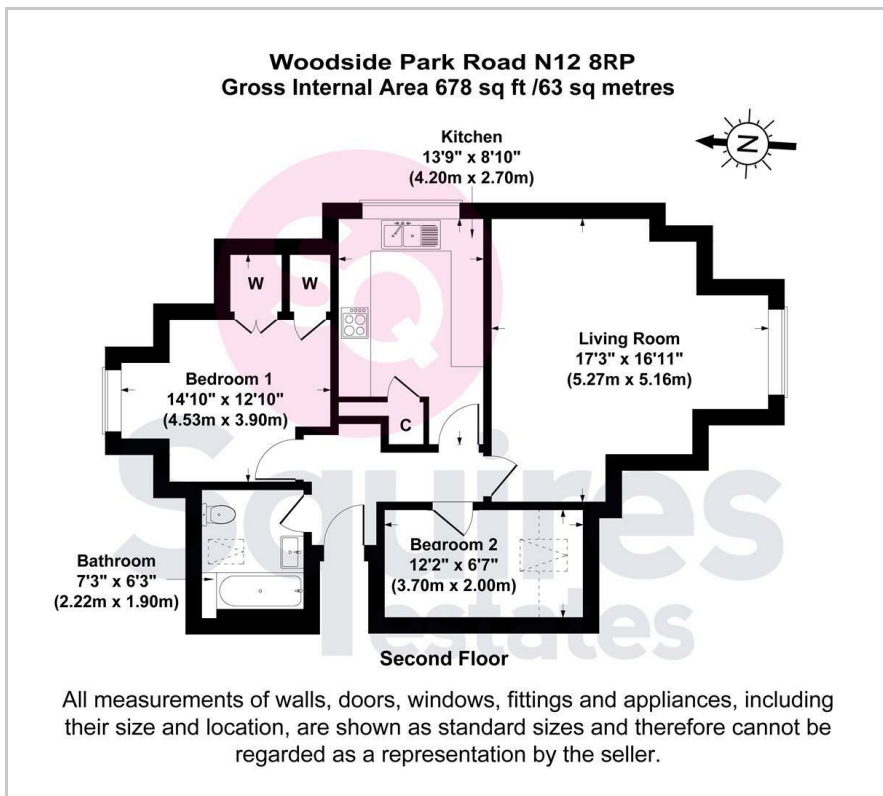 Woodside Park Road N12 8RP
Gross Internal Area 678 sq ft /63 sq metres
N
Kitchen
13'9" x 8'10"
(4.20m x 2.70m)
W
W
SQ
Living Room
17'3" x 16'11"
(5.27m x 5.16m)
Bedroom 1
14'10" x 12'10"
(4.53m x 3.90m)
C
Squires
estates
Bathroom
7'3" x 6'3"
(2.22m x 1.90m)
Bedroom 2
12'2" x 6'7"
(3.70m x 2.00m)
Second Floor
All measurements of walls, doors, windows, fittings and appliances, including
their size and location, are shown as standard sizes and therefore cannot be
regarded as a representation by the seller.